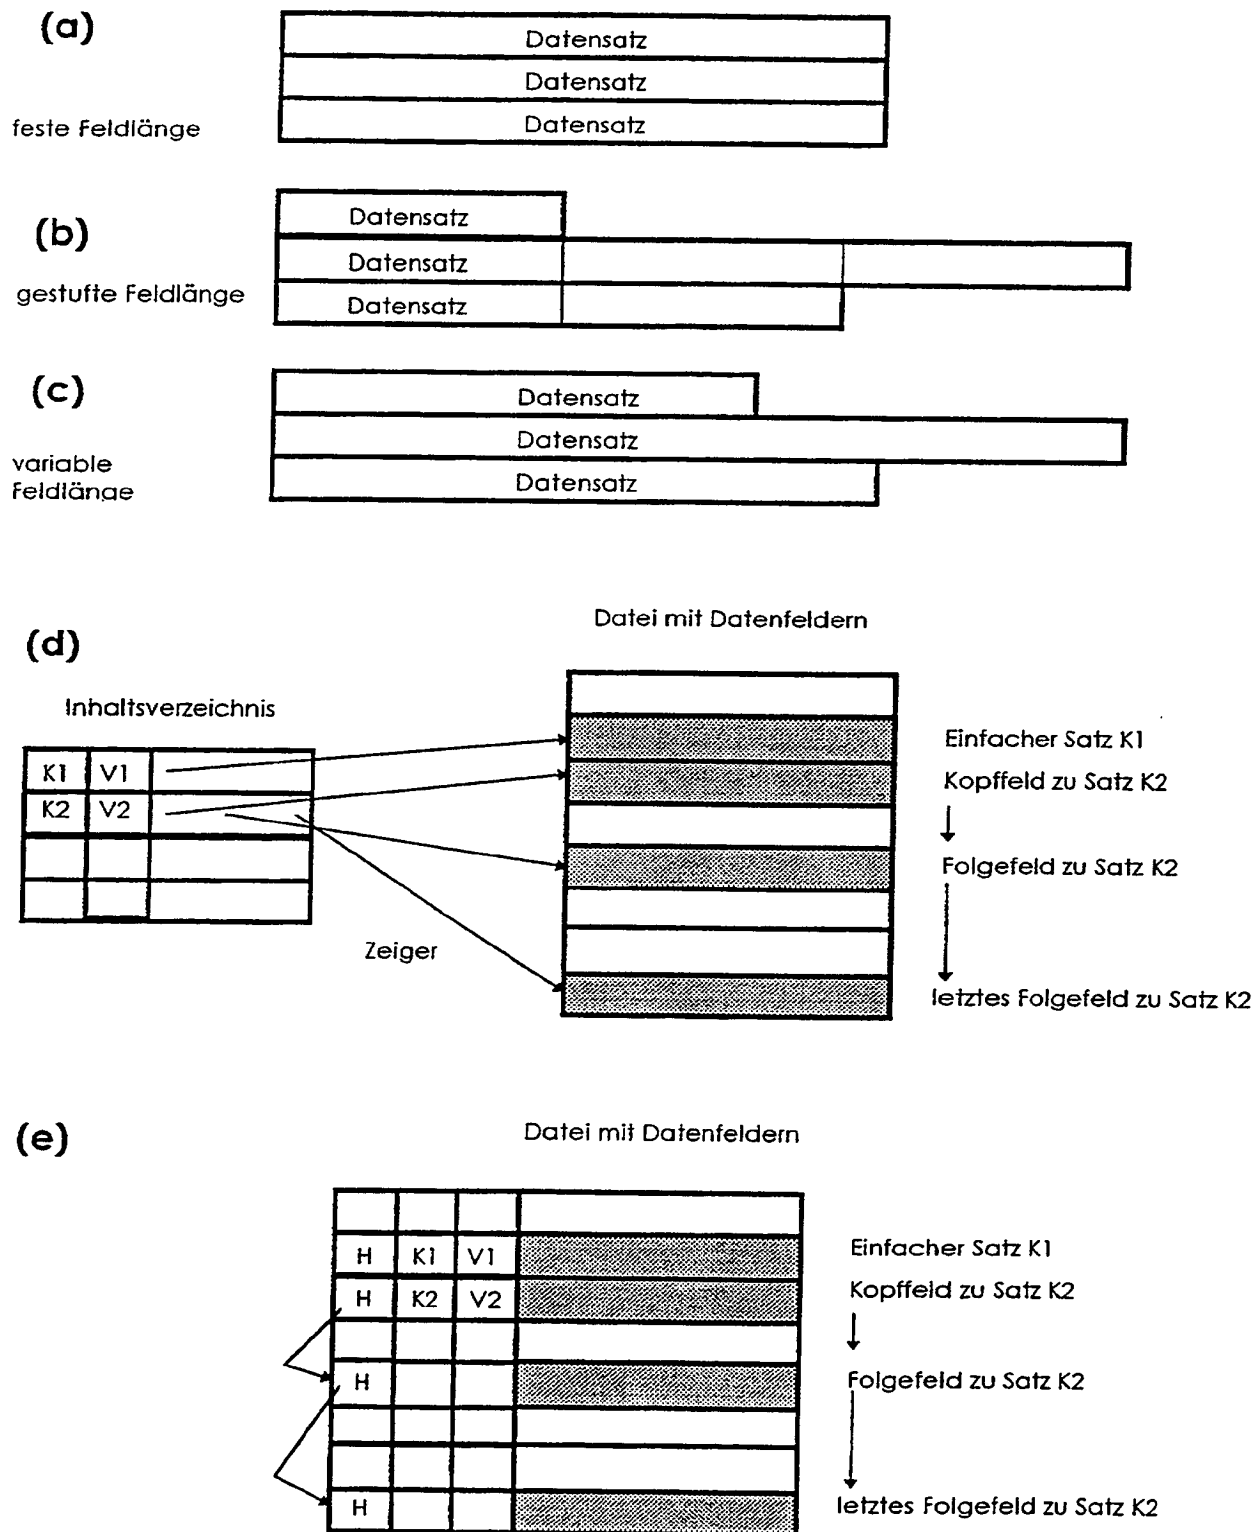 (a)
Datensatz
Datensatz
Datensatz
feste Feldlänge
(b)
gestufte Feldlänge
Datensatz
Datensatz
Datensatz
(c)
variable
Feldlänge
Datensatz
Datensatz
Datensatz
(d)
Datei mit Datenfeldern
Inhaltsverzeichnis
K1 V1
K2 V2
Zeiger
Einfacher Satz K1
Kopffeld zu Satz K2
Folgefeld zu Satz K2
letztes Folgefeld zu Satz K2
(e)
Datei mit Datenfeldern
H K1 V1
H K2 V2
H
H
Einfacher Satz K1
Kopffeld zu Satz K2
Folgefeld zu Satz K2
letztes Folgefeld zu Satz K2